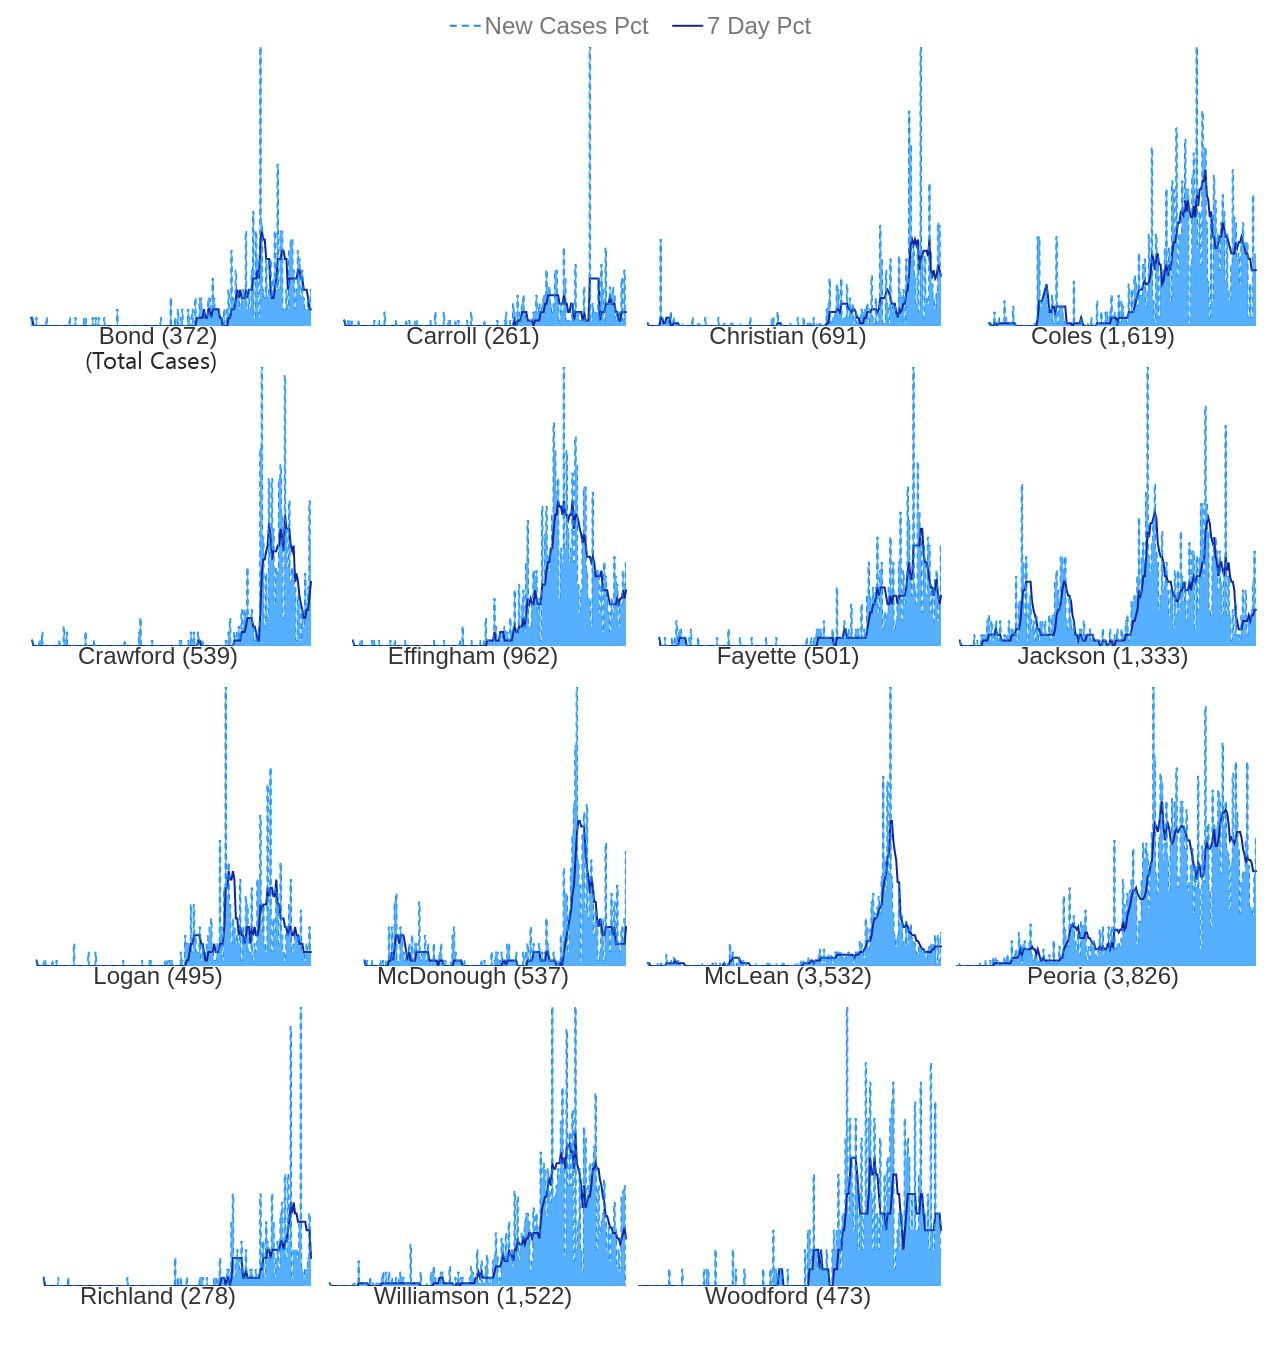 New Cases Pct 7 Day Pct
Bond (372) Carroll (261) Christian (691) Coles (1,619)
(Total Cases)
Crawford (539) Effingham (962) Fayette (501) Jackson (1,333)
Logan (495) McDonough (537) McLean (3,532) Peoria (3,826)
Richland (278) Williamson (1,522) Woodford (473)